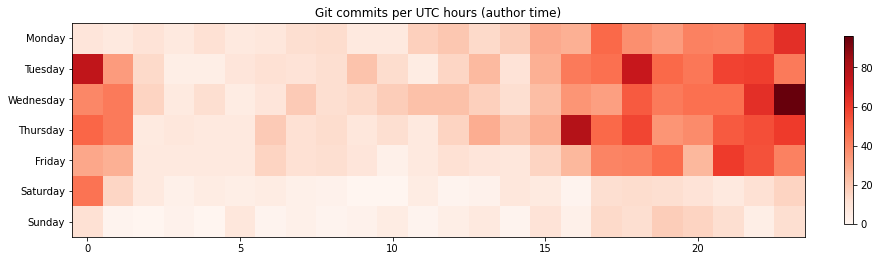 Git commits per UTC hours (author time)
Monday
Tuesday
Wednesday
Thursday
Friday
Saturday
Sunday
0 5 10 15 20
80
60
40
20
0